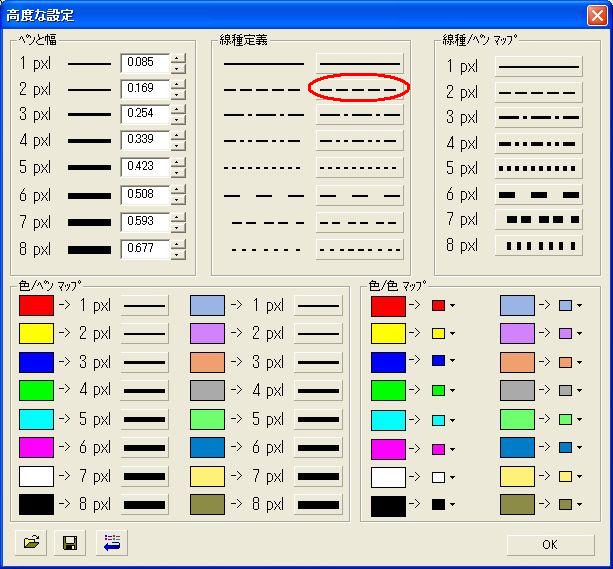 高度な設定
ﾍﾟﾝと幅
1 pxl 0.085
2 pxl 0.169
3 pxl 0.254
4 pxl 0.339
5 pxl 0.423
6 pxl 0.508
7 pxl 0.593
8 pxl 0.677
線種定義
線種/ﾍﾟﾝ ﾏｯﾌﾟ
1 pxl
2 pxl
3 pxl
4 pxl
5 pxl
6 pxl
7 pxl
8 pxl
色/ﾍﾟﾝ ﾏｯﾌﾟ
-> 1 pxl -> 1 pxl
-> 2 pxl -> 2 pxl
-> 3 pxl -> 3 pxl
-> 4 pxl -> 4 pxl
-> 5 pxl -> 5 pxl
-> 6 pxl -> 6 pxl
-> 7 pxl -> 7 pxl
-> 8 pxl -> 8 pxl
色/色 ﾏｯﾌﾟ
-> ->
-> ->
-> ->
-> ->
-> ->
-> ->
-> ->
-> ->
OK